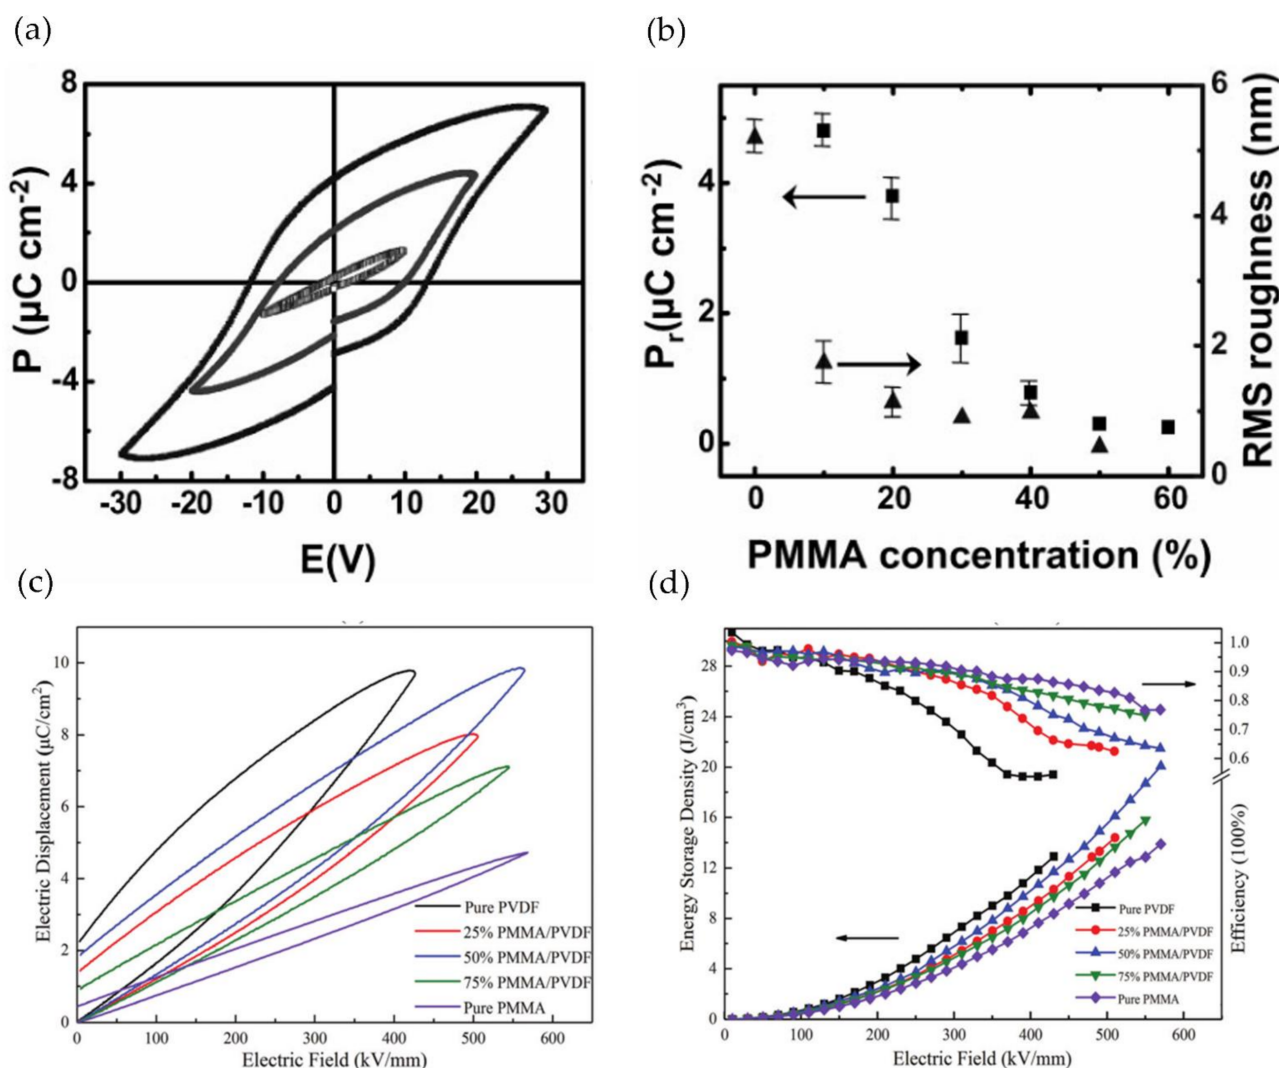 (a)
8
4
0
-4
-8
-30 -20 -10 0 10 20 30
P (µC cm-2)
E(V)
(b)
4
2
0
Pr(µC cm-2)
6
4
2
0
RMS roughness (nm)
0 20 40 60
PMMA concentration (%)
(c)
10
8
6
4
2
0
Electric Displacement (µC/cm2)
Pure PVDF
25% PMMA/PVDF
50% PMMA/PVDF
75% PMMA/PVDF
Pure PMMA
0 100 200 300 400 500 600
Electric Field (kV/mm)
(d)
28
24
20
16
12
8
4
0
Energy Storage Density (J/cm3)
1.0
0.9
0.8
0.7
0.6
Efficiency (100%)
Pure PVDF
25% PMMA/PVDF
50% PMMA/PVDF
75% PMMA/PVDF
Pure PMMA
0 100 200 300 400 500 600
Electric Field (kV/mm)